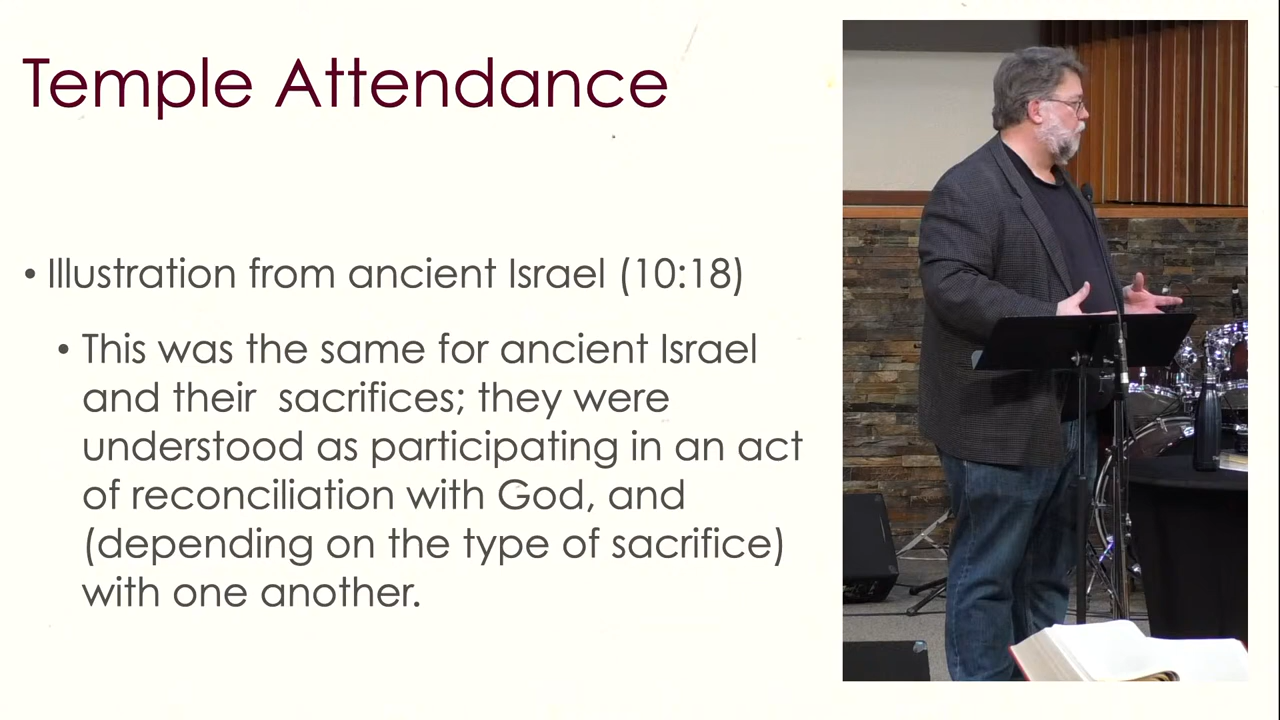 Temple Attendance
• Illustration from ancient Israel (10:18)
• This was the same for ancient Israel
and their  sacrifices; they were
understood as participating in an act
of reconciliation with God, and
(depending on the type of sacrifice)
with one another.